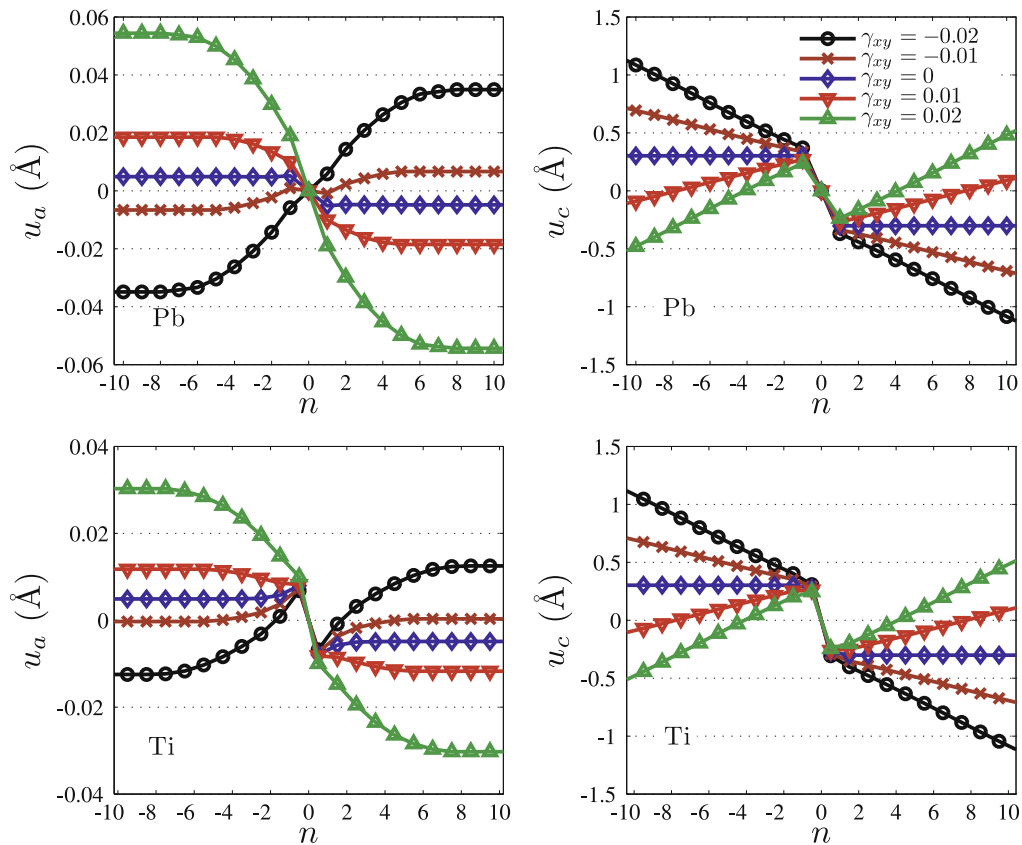 0.06
0.04
0.02
0
-0.02
-0.04
-0.06
u_a (Å)
Pb
-10 -8 -6 -4 -2 0 2 4 6 8 10
n
1.5
1
0.5
0
-0.5
-1
-1.5
u_c (Å)
γ_xy = −0.02
γ_xy = −0.01
γ_xy = 0
γ_xy = 0.01
γ_xy = 0.02
Pb
-10 -8 -6 -4 -2 0 2 4 6 8 10
n
0.04
0.02
0
-0.02
-0.04
u_a (Å)
Ti
-10 -8 -6 -4 -2 0 2 4 6 8 10
n
1.5
1
0.5
0
-0.5
-1
-1.5
u_c (Å)
Ti
-10 -8 -6 -4 -2 0 2 4 6 8 10
n